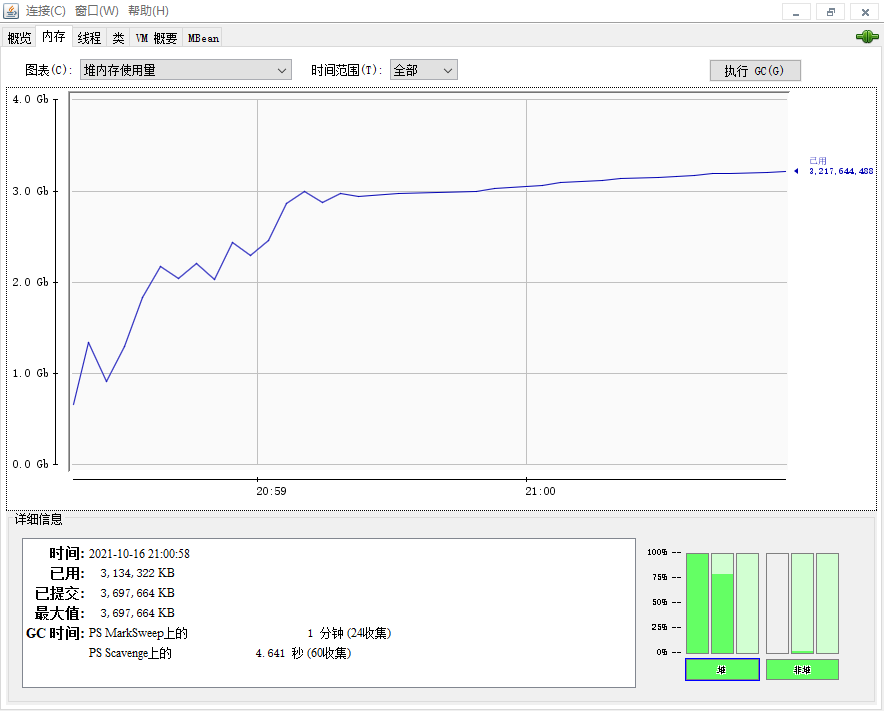 连接(C) 窗口(W) 帮助(H)
概览 内存 线程 类 VM 概要 MBean
图表(C): 堆内存使用量 时间范围(T): 全部 执行 GC(G)
4.0 Gb
已用
3,217,644,488
3.0 Gb
2.0 Gb
1.0 Gb
0.0 Gb
20:59 21:00
详细信息
时间: 2021-10-16 21:00:58
已用: 3,134,322 KB
已提交: 3,697,664 KB
最大值: 3,697,664 KB
GC 时间: PS MarkSweep上的 1 分钟 (24收集)
PS Scavenge上的 4.641 秒 (60收集)
100% --
75% --
50% --
25% --
0% --
堆 非堆